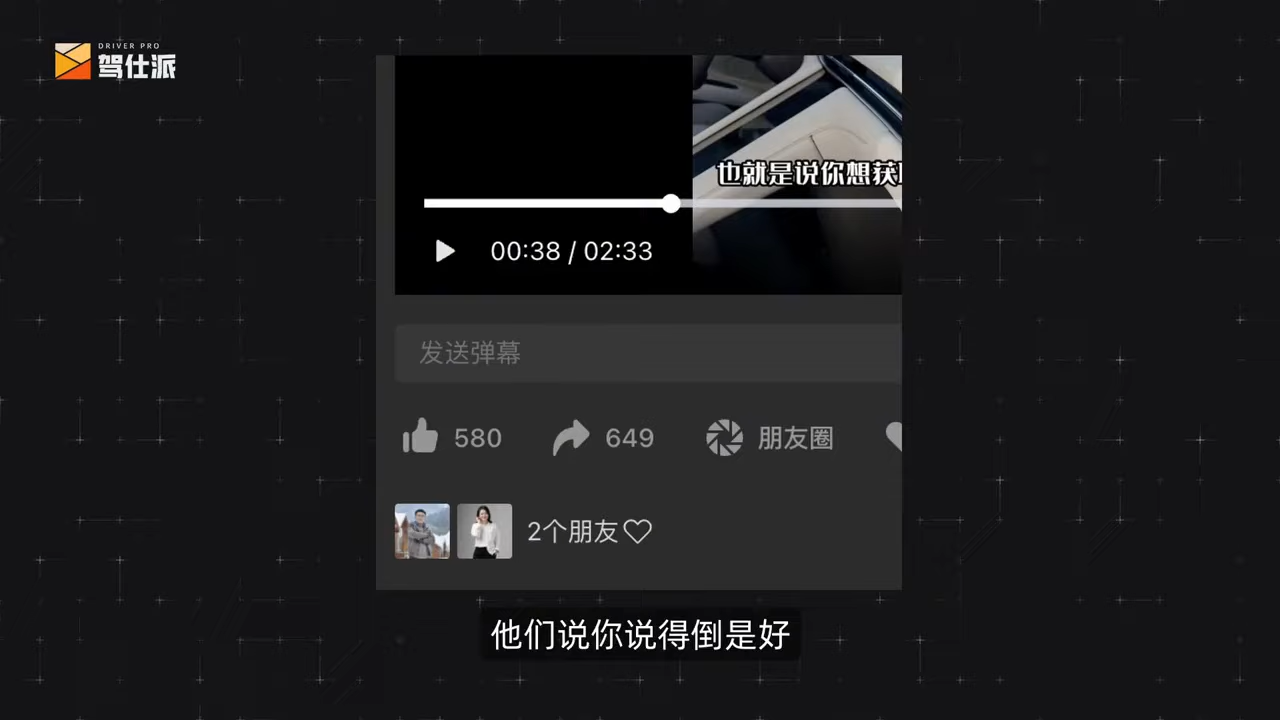 DRIVER PRO
驾仕派
也就是说你想获
00:38 / 02:33
发送弹幕
580
649
朋友圈
2个朋友
他们说你说得倒是好